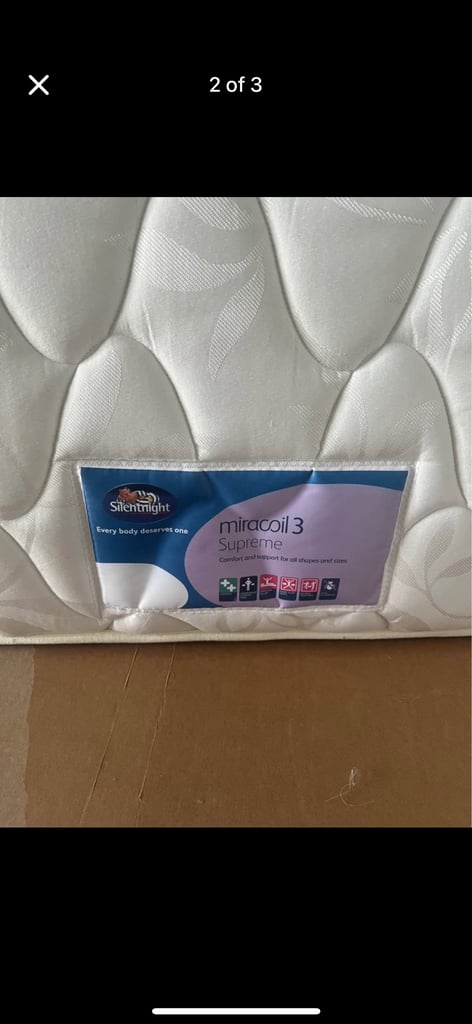 2 of 3
Silentnight
Every body deserves one
miracoil 3
Supreme
Comfort and support for all shapes and sizes